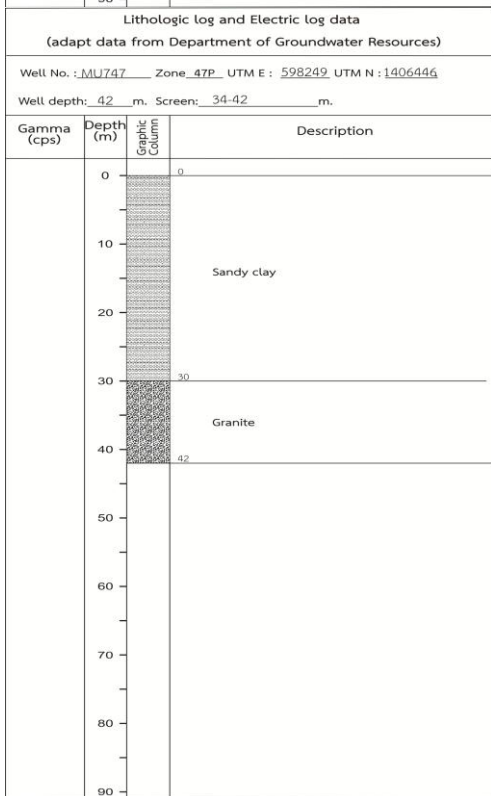 Lithologic log and Electric log data
(adapt data from Department of Groundwater Resources)
Well No. : MU747 Zone 47P UTM E : 598249 UTM N : 1406446
Well depth: 42 m. Screen: 34-42 m.
Gamma (cps) Depth (m) Graphic Column Description
0 0
10
Sandy clay
20
30 30
Granite
40
42
50
60
70
80
90